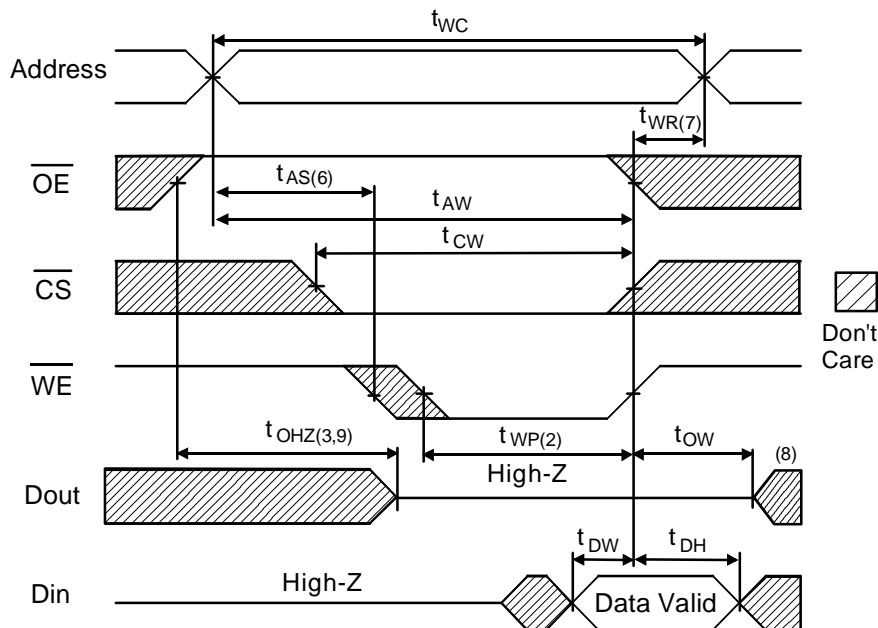 tWC
Address
tWR(7)
OE
tAS(6)
tAW
tCW
CS
Don't
Care
WE
tOHZ(3,9)
tWP(2)
tOW
(8)
High-Z
Dout
tDW
tDH
High-Z
Din
Data Valid